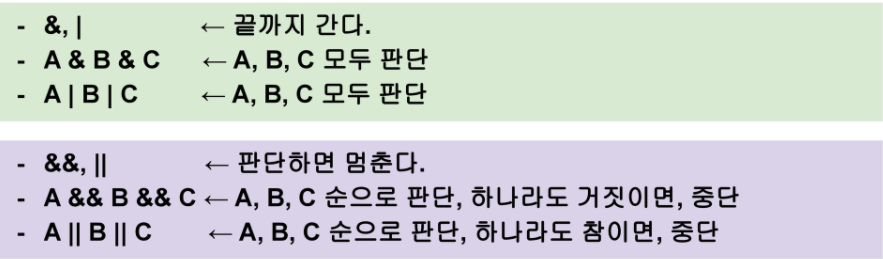 - &, | ← 끝까지 간다.
- A & B & C ← A, B, C 모두 판단
- A | B | C ← A, B, C 모두 판단
- &&, || ← 판단하면 멈춘다.
- A && B && C ← A, B, C 순으로 판단, 하나라도 거짓이면, 중단
- A || B || C ← A, B, C 순으로 판단, 하나라도 참이면, 중단